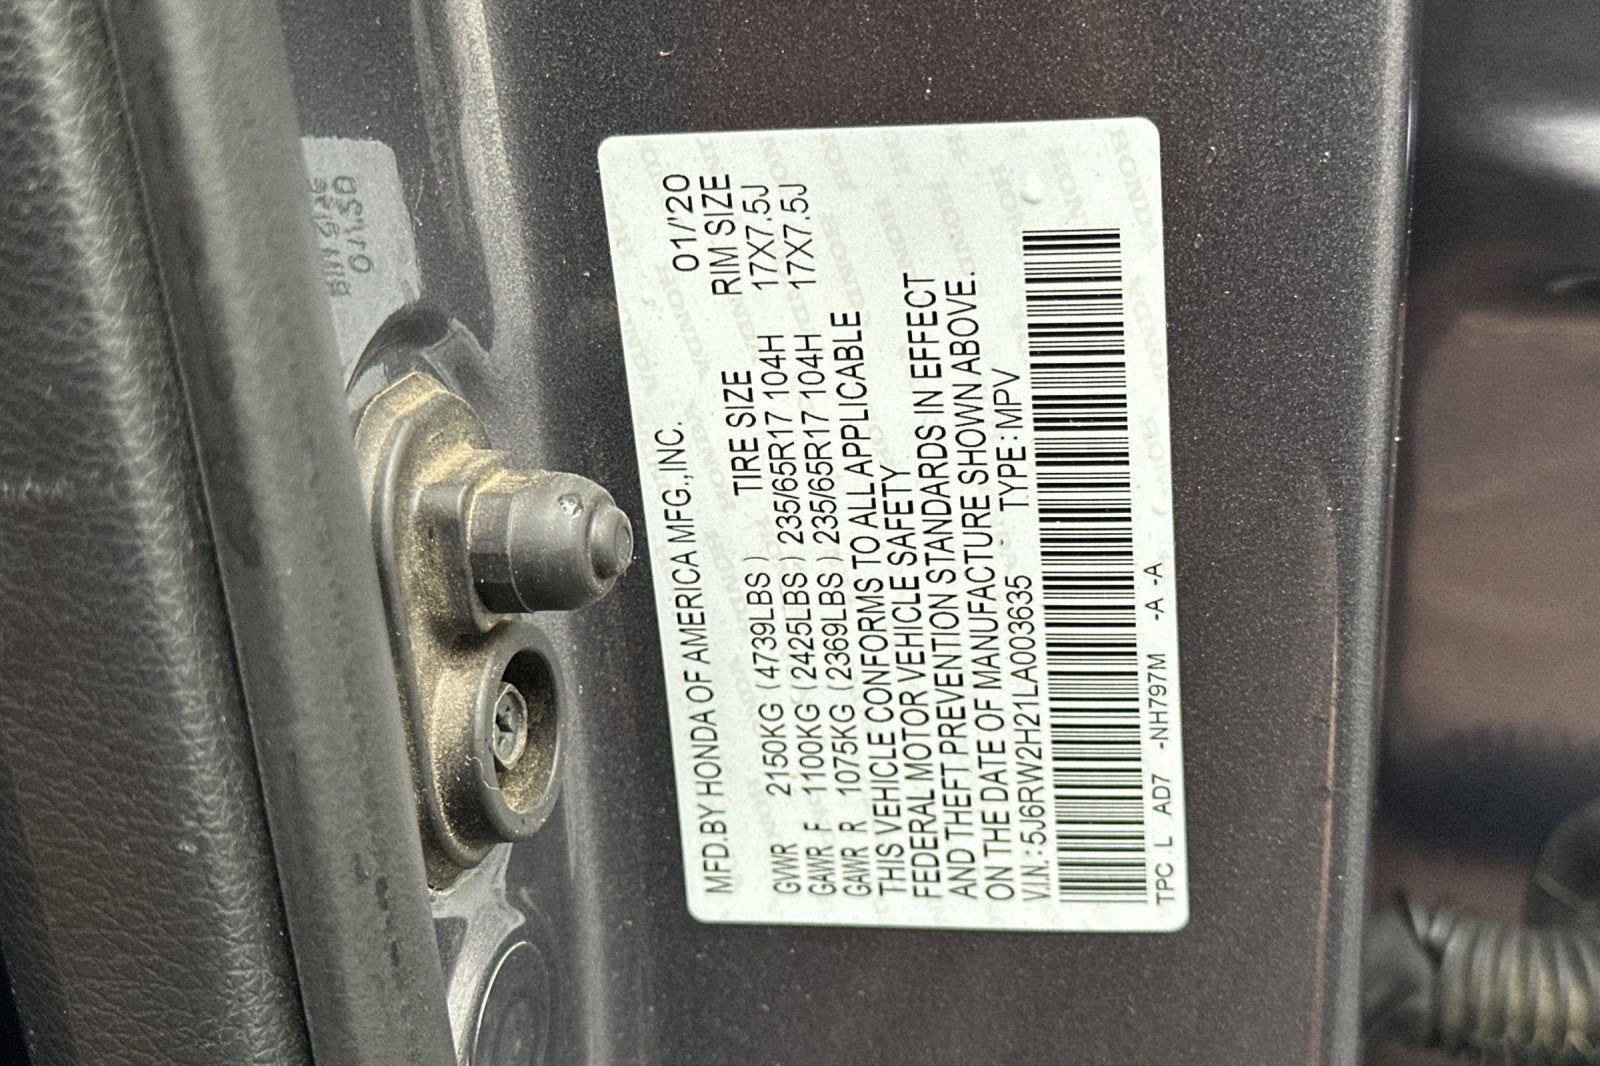 MFD.BY HONDA OF AMERICA MFG.,INC. 01/'20
TIRE SIZE RIM SIZE
GVWR 2150KG (4739LBS)
GAWR F 1100KG (2425LBS) 235/65R17 104H 17X7.5J
GAWR R 1075KG (2369LBS) 235/65R17 104H 17X7.5J
THIS VEHICLE CONFORMS TO ALL APPLICABLE
FEDERAL MOTOR VEHICLE SAFETY
AND THEFT PREVENTION STANDARDS IN EFFECT
ON THE DATE OF MANUFACTURE SHOWN ABOVE.
V.I.N.:5J6RW2H21LA003635 TYPE:MPV
TPC L AD7 -NH797M -A -A